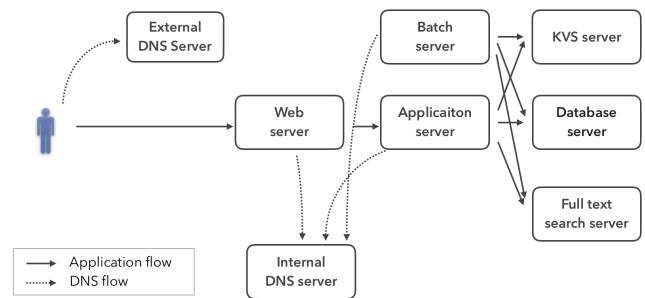 External
DNS Server
Batch
server
KVS server
Web
server
Applicaiton
server
Database
server
Full text
search server
Internal
DNS server
Application flow
DNS flow